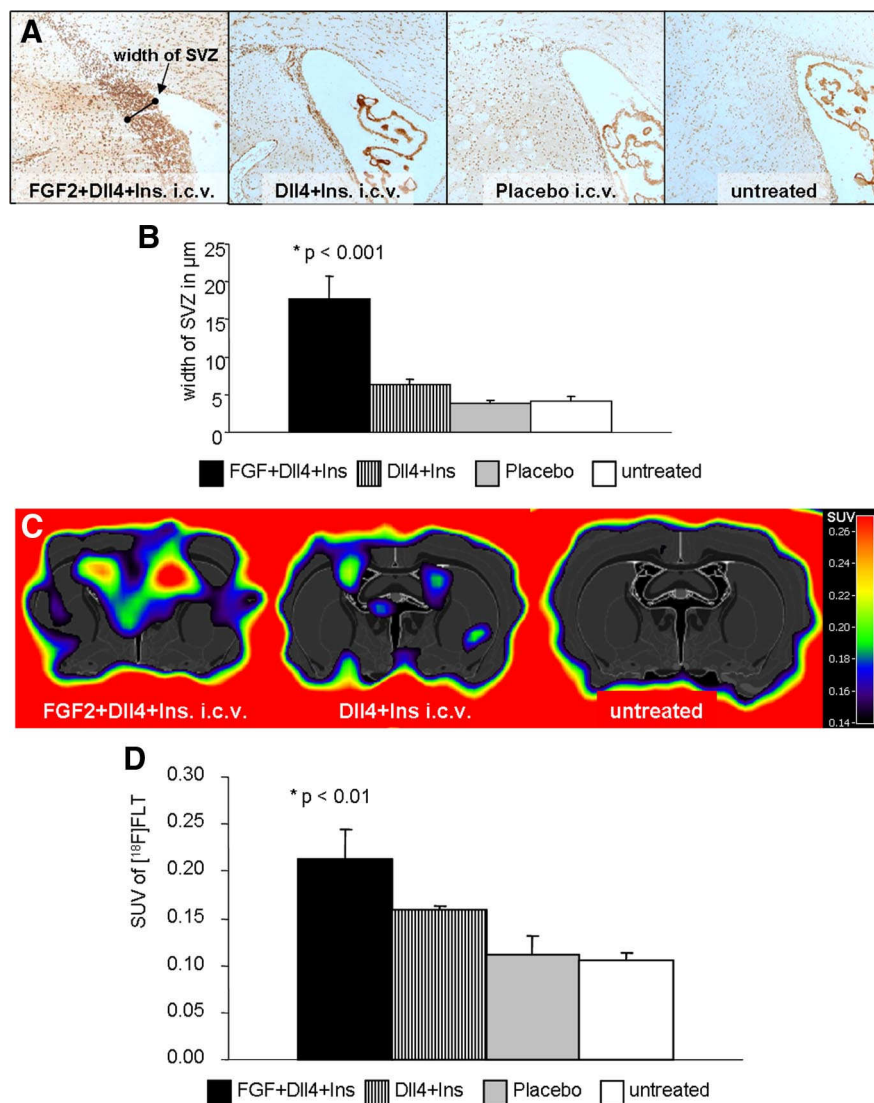 A
width of SVZ
FGF2+Dll4+Ins. i.c.v.
Dll4+Ins. i.c.v.
Placebo i.c.v.
untreated
B
width of SVZ in µm
25
20
15
10
5
0
* p < 0.001
FGF+Dll4+Ins
Dll4+Ins
Placebo
untreated
C
SUV
0.26
0.24
0.22
0.20
0.18
0.16
0.14
FGF2+Dll4+Ins. i.c.v.
Dll4+Ins i.c.v.
untreated
D
SUV of [¹⁸F]FLT
0.30
0.25
0.20
0.15
0.10
0.05
0.00
* p < 0.01
FGF+Dll4+Ins
Dll4+Ins
Placebo
untreated